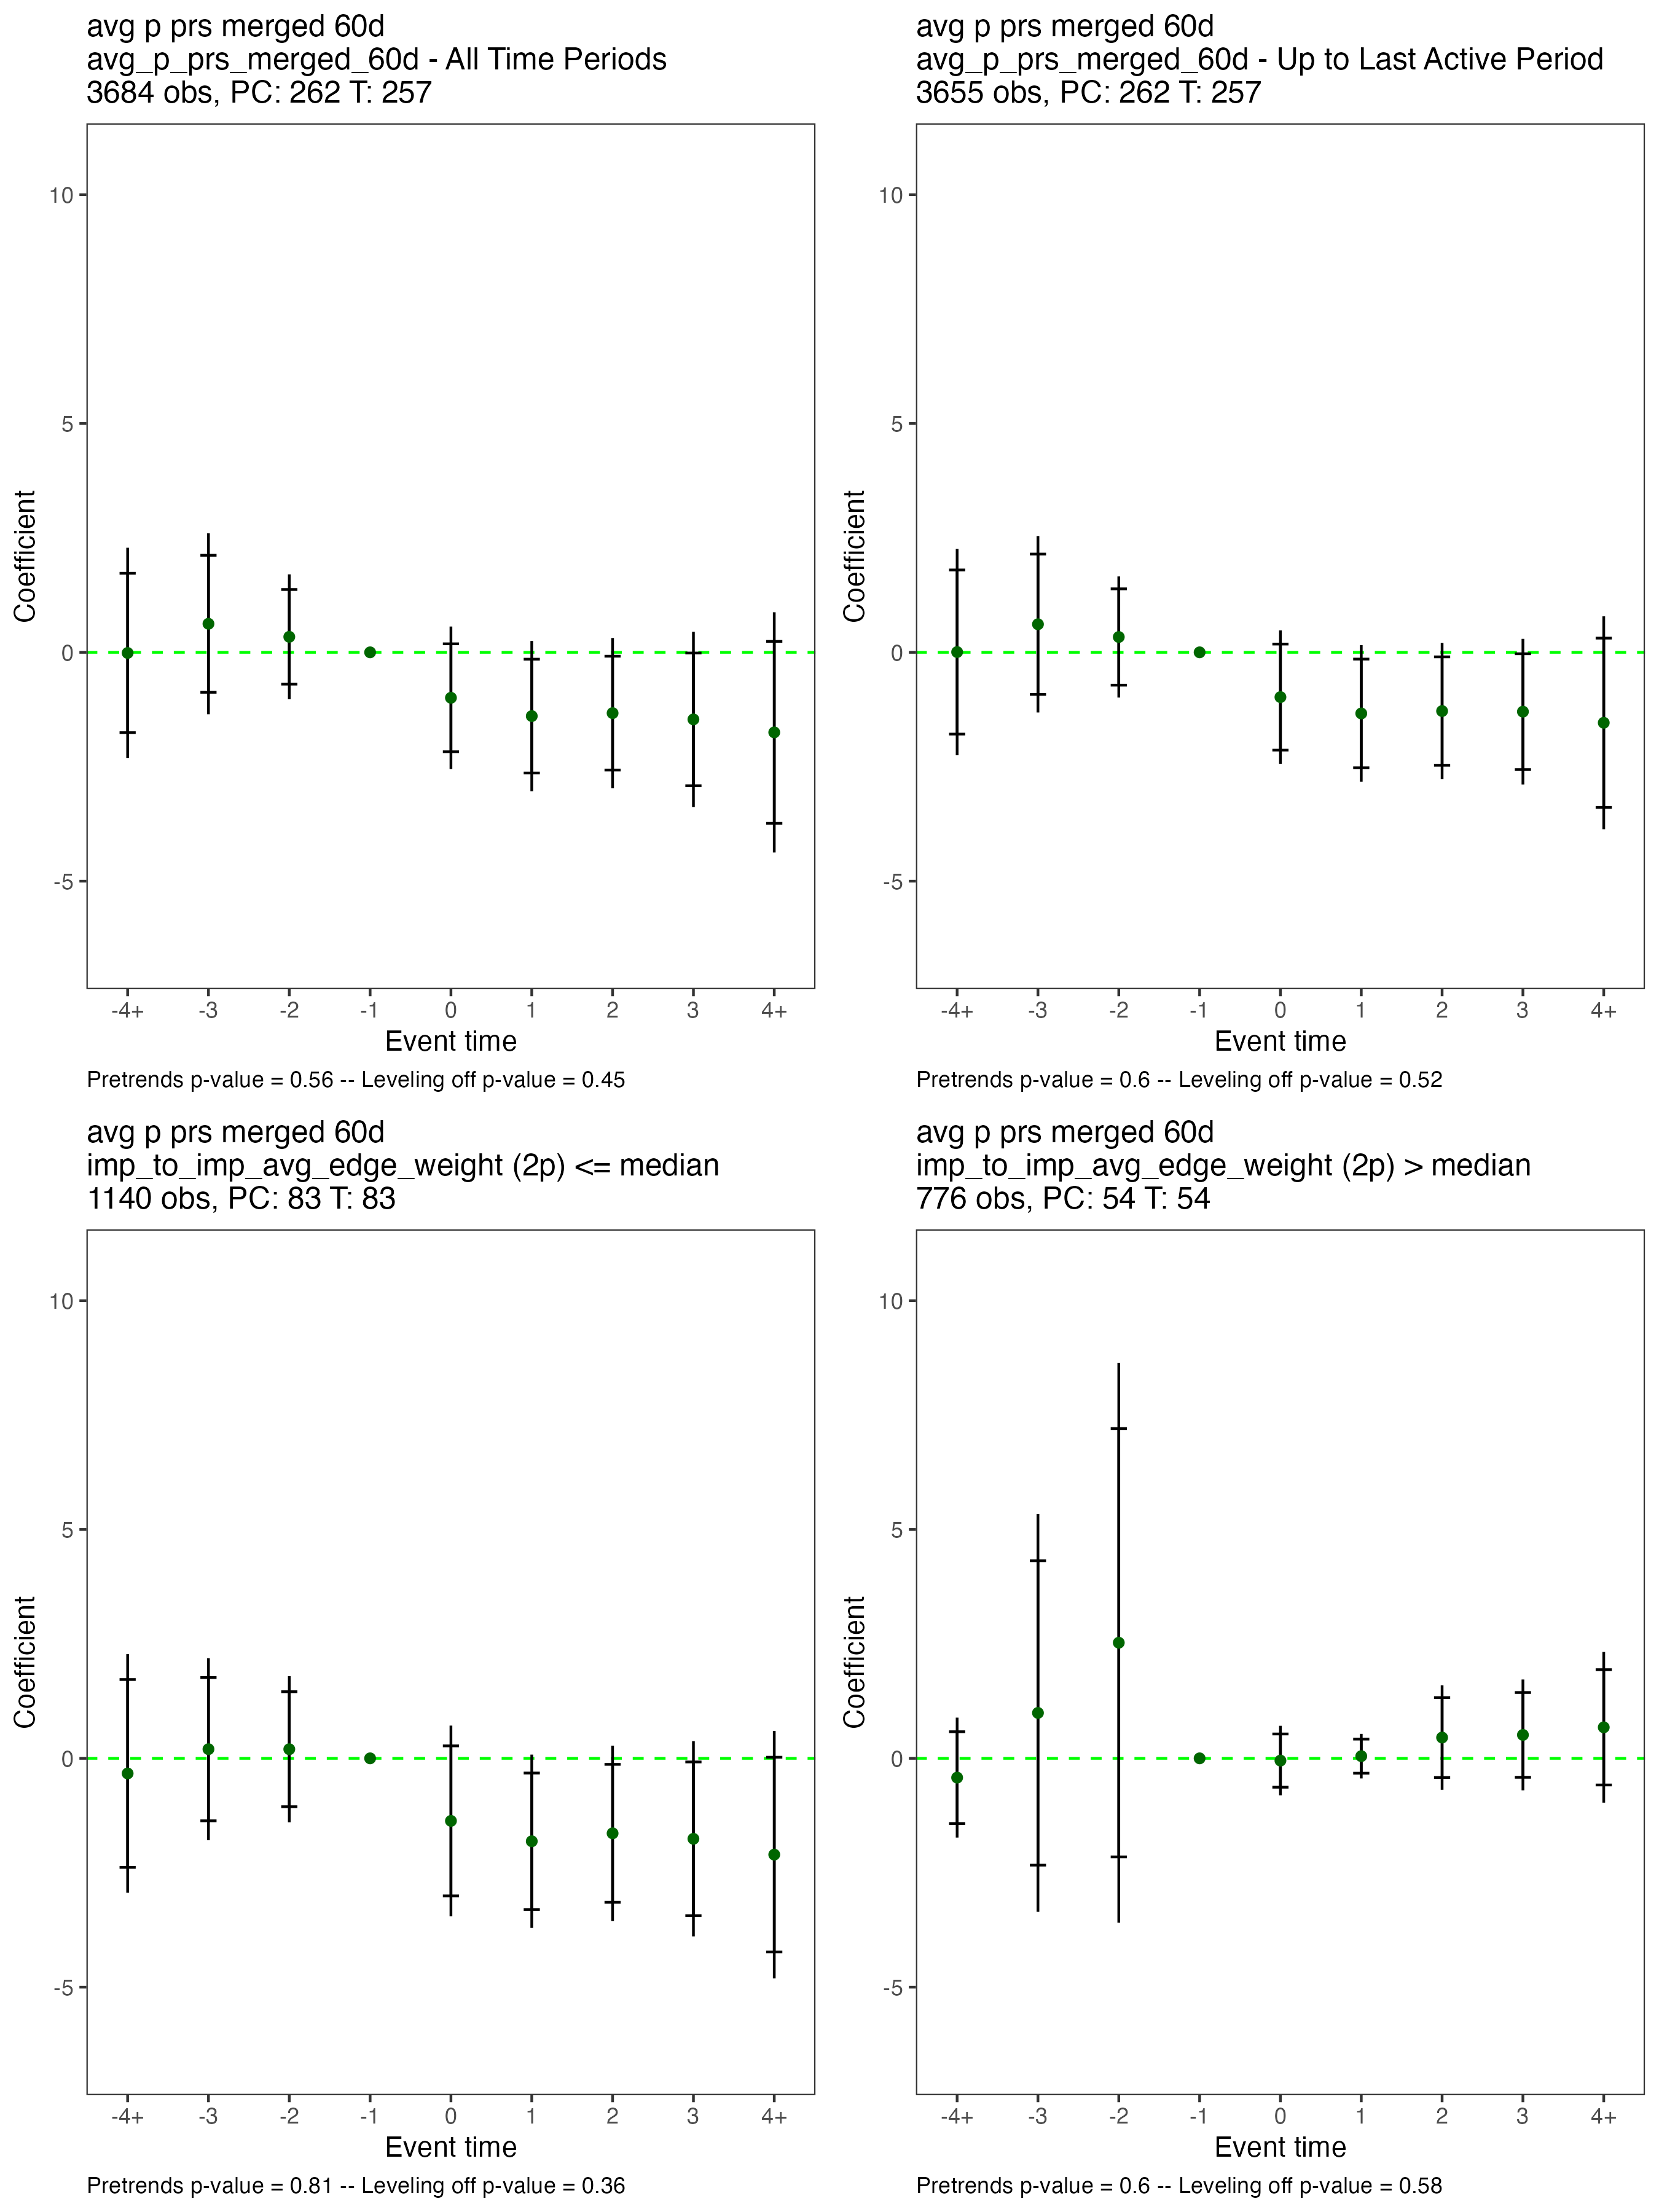 avg p prs merged 60d
avg_p_prs_merged_60d - All Time Periods
3684 obs, PC: 262 T: 257
10
5
0
-5
Coefficient
-4+ -3 -2 -1 0 1 2 3 4+
Event time
Pretrends p-value = 0.56 -- Leveling off p-value = 0.45
avg p prs merged 60d
avg_p_prs_merged_60d - Up to Last Active Period
3655 obs, PC: 262 T: 257
10
5
0
-5
Coefficient
-4+ -3 -2 -1 0 1 2 3 4+
Event time
Pretrends p-value = 0.6 -- Leveling off p-value = 0.52
avg p prs merged 60d
imp_to_imp_avg_edge_weight (2p) <= median
1140 obs, PC: 83 T: 83
10
5
0
-5
Coefficient
-4+ -3 -2 -1 0 1 2 3 4+
Event time
Pretrends p-value = 0.81 -- Leveling off p-value = 0.36
avg p prs merged 60d
imp_to_imp_avg_edge_weight (2p) > median
776 obs, PC: 54 T: 54
10
5
0
-5
Coefficient
-4+ -3 -2 -1 0 1 2 3 4+
Event time
Pretrends p-value = 0.6 -- Leveling off p-value = 0.58